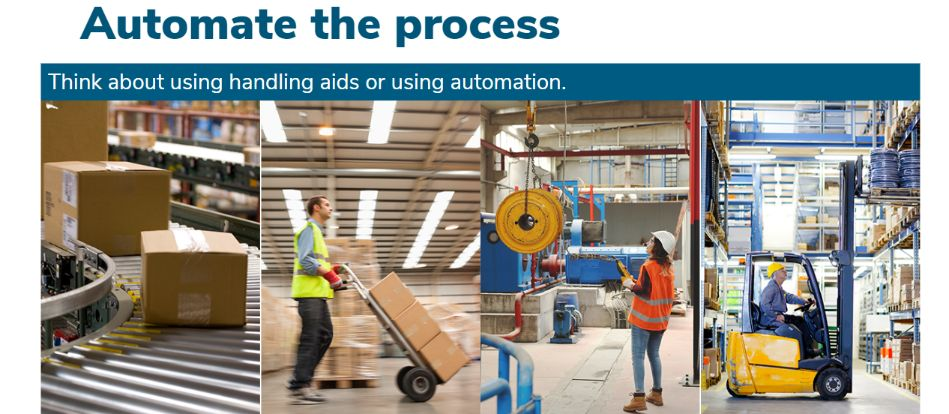 Automate the process
Think about using handling aids or using automation.